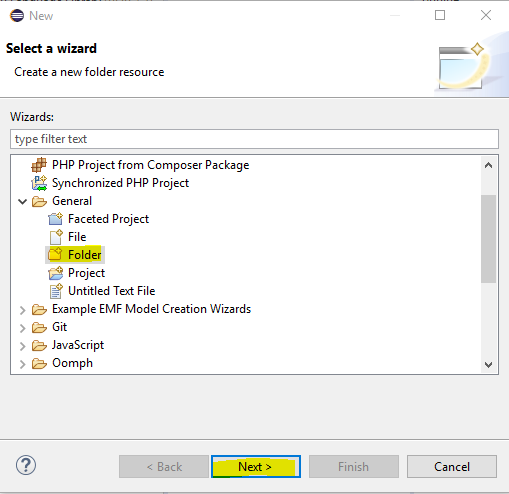 New
Select a wizard
Create a new folder resource
Wizards:
type filter text
PHP Project from Composer Package
Synchronized PHP Project
General
Faceted Project
File
Folder
Project
Untitled Text File
Example EMF Model Creation Wizards
Git
JavaScript
Oomph
?
< Back
Next >
Finish
Cancel